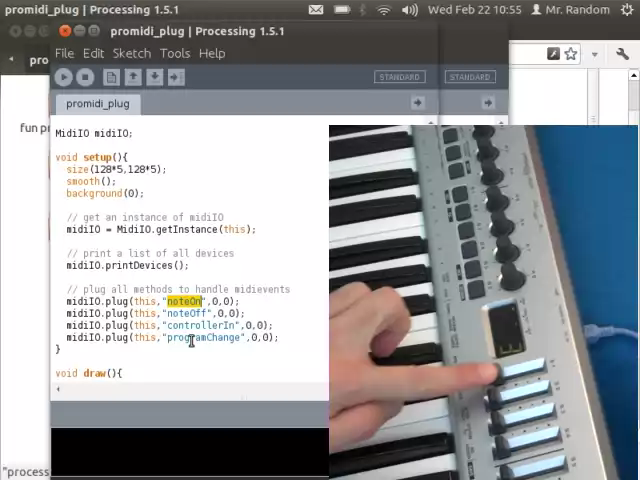 promidi_plug | Processing 1.5.1
Wed Feb 22 10:55
Mr. Random
promidi_plug | Processing 1.5.1
pro
File Edit Sketch Tools Help
STANDARD
STANDARD
promidi_plug
fun pr
MidiIO midiIO;
void setup(){
size(128*5,128*5);
smooth();
background(0);
// get an instance of midiIO
midiIO = MidiIO.getInstance(this);
// print a list of all devices
midiIO.printDevices();
// plug all methods to handle midievents
midiIO.plug(this,"noteOn",0,0);
midiIO.plug(this,"noteOff",0,0);
midiIO.plug(this,"controllerIn",0,0);
midiIO.plug(this,"programChange",0,0);
}
void draw(){
"process